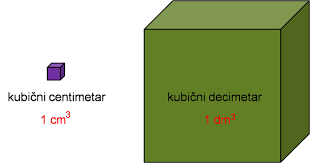 kubični centimetar
1 cm³
kubični decimetar
1 dm³